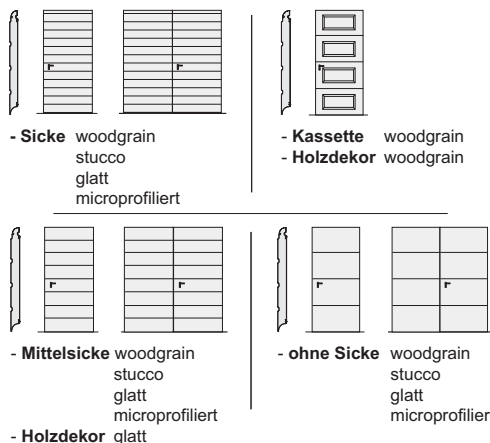 - Sicke woodgrain
stucco
glatt
microprofiliert
- Kassette woodgrain
- Holzdekor woodgrain
- Mittelsicke woodgrain
stucco
glatt
microprofiliert
- Holzdekor glatt
- ohne Sicke woodgrain
stucco
glatt
microprofilier